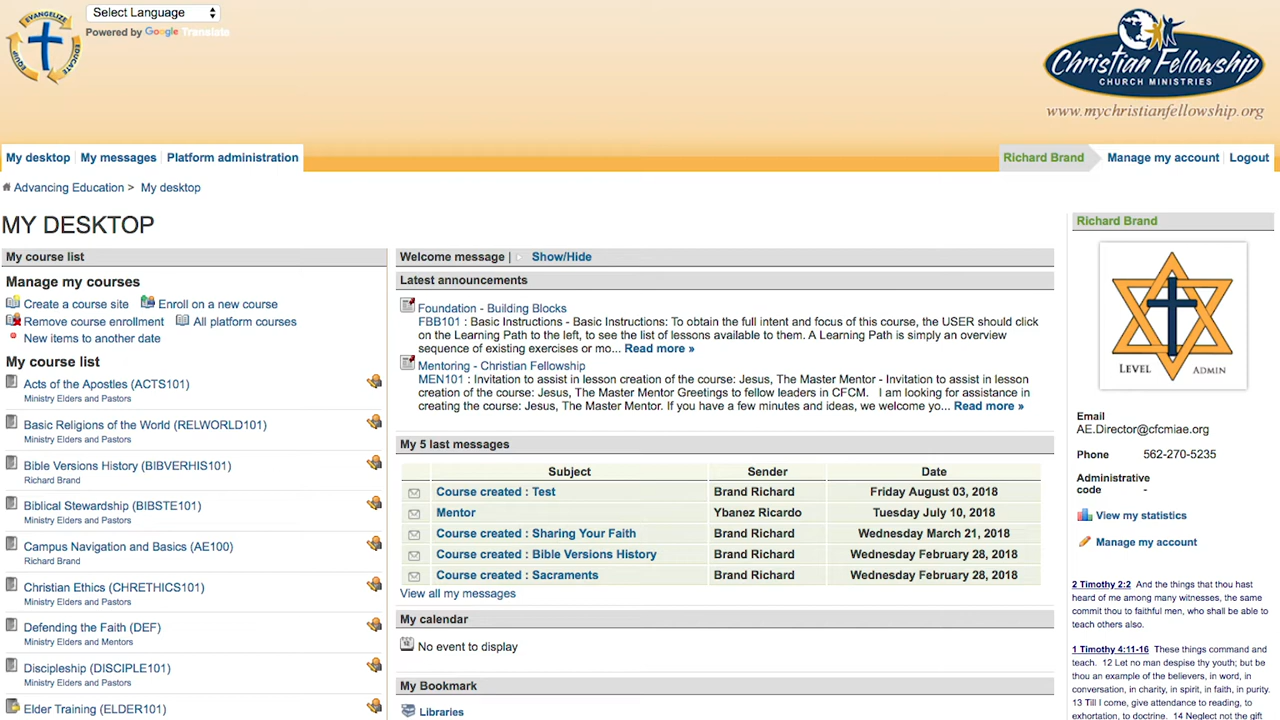 EVANGELIZE
EDUCATE
EQUIP
Select Language
Powered by Google Translate
Christian Fellowship
CHURCH MINISTRIES
www.mychristianfellowship.org
My desktop
My messages
Platform administration
Richard Brand
Manage my account
Logout
Advancing Education > My desktop
MY DESKTOP
My course list
Manage my courses
Create a course site
Enroll on a new course
Remove course enrollment
All platform courses
New items to another date
My course list
Acts of the Apostles (ACTS101)
Ministry Elders and Pastors
Basic Religions of the World (RELWORLD101)
Ministry Elders and Pastors
Bible Versions History (BIBVERHIS101)
Richard Brand
Biblical Stewardship (BIBSTE101)
Ministry Elders and Pastors
Campus Navigation and Basics (AE100)
Richard Brand
Christian Ethics (CHRETHICS101)
Ministry Elders and Pastors
Defending the Faith (DEF)
Ministry Elders and Mentors
Discipleship (DISCIPLE101)
Ministry Elders and Pastors
Elder Training (ELDER101)
Welcome message | Show/Hide
Latest announcements
Foundation - Building Blocks
FBB101 : Basic Instructions - Basic Instructions: To obtain the full intent and focus of this course, the USER should click
on the Learning Path to the left, to see the list of lessons available to them. A Learning Path is simply an overview
sequence of existing exercises or mo... Read more »
Mentoring - Christian Fellowship
MEN101 : Invitation to assist in lesson creation of the course: Jesus, The Master Mentor - Invitation to assist in lesson
creation of the course: Jesus, The Master Mentor Greetings to fellow leaders in CFCM. I am looking for assistance in
creating the course: Jesus, The Master Mentor. If you have a few minutes and ideas, we welcome yo... Read more »
My 5 last messages
Subject Sender Date
Course created : Test Brand Richard Friday August 03, 2018
Mentor Ybanez Ricardo Tuesday July 10, 2018
Course created : Sharing Your Faith Brand Richard Wednesday March 21, 2018
Course created : Bible Versions History Brand Richard Wednesday February 28, 2018
Course created : Sacraments Brand Richard Wednesday February 28, 2018
View all my messages
My calendar
No event to display
My Bookmark
Libraries
Richard Brand
LEVEL ADMIN
Email
AE.Director@cfcmiae.org
Phone 562-270-5235
Administrative
code -
View my statistics
Manage my account
2 Timothy 2:2 And the things that thou hast
heard of me among many witnesses, the same
commit thou to faithful men, who shall be able to
teach others also.
1 Timothy 4:11-16 These things command and
teach. 12 Let no man despise thy youth; but be
thou an example of the believers, in word, in
conversation, in charity, in spirit, in faith, in purity.
13 Till I come, give attendance to reading, to
exhortation, to doctrine. 14 Neglect not the gift